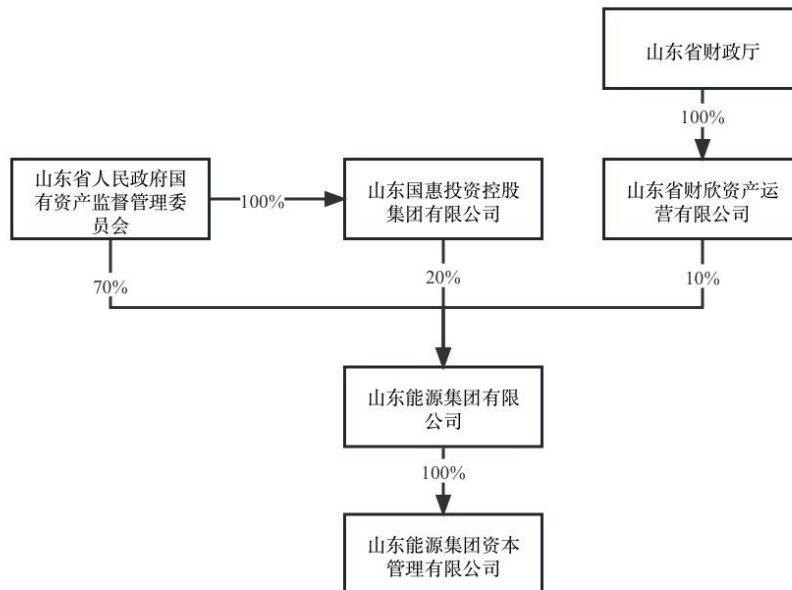 山东省财政厅
100%
山东省人民政府国
有资产监督管理委
员会
100%
山东国惠投资控股
集团有限公司
山东省财欣资产运
营有限公司
70%
20%
10%
山东能源集团有限
公司
100%
山东能源集团资本
管理有限公司